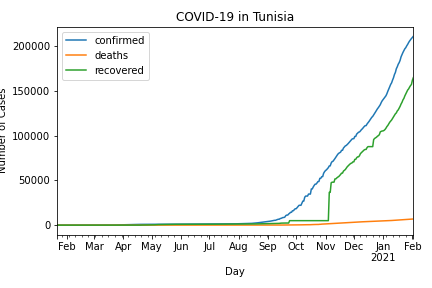 COVID-19 in Tunisia
confirmed
deaths
recovered
200000
150000
100000
50000
0
Number of Cases
Feb Mar Apr May Jun Jul Aug Sep Oct Nov Dec Jan Feb
2021
Day